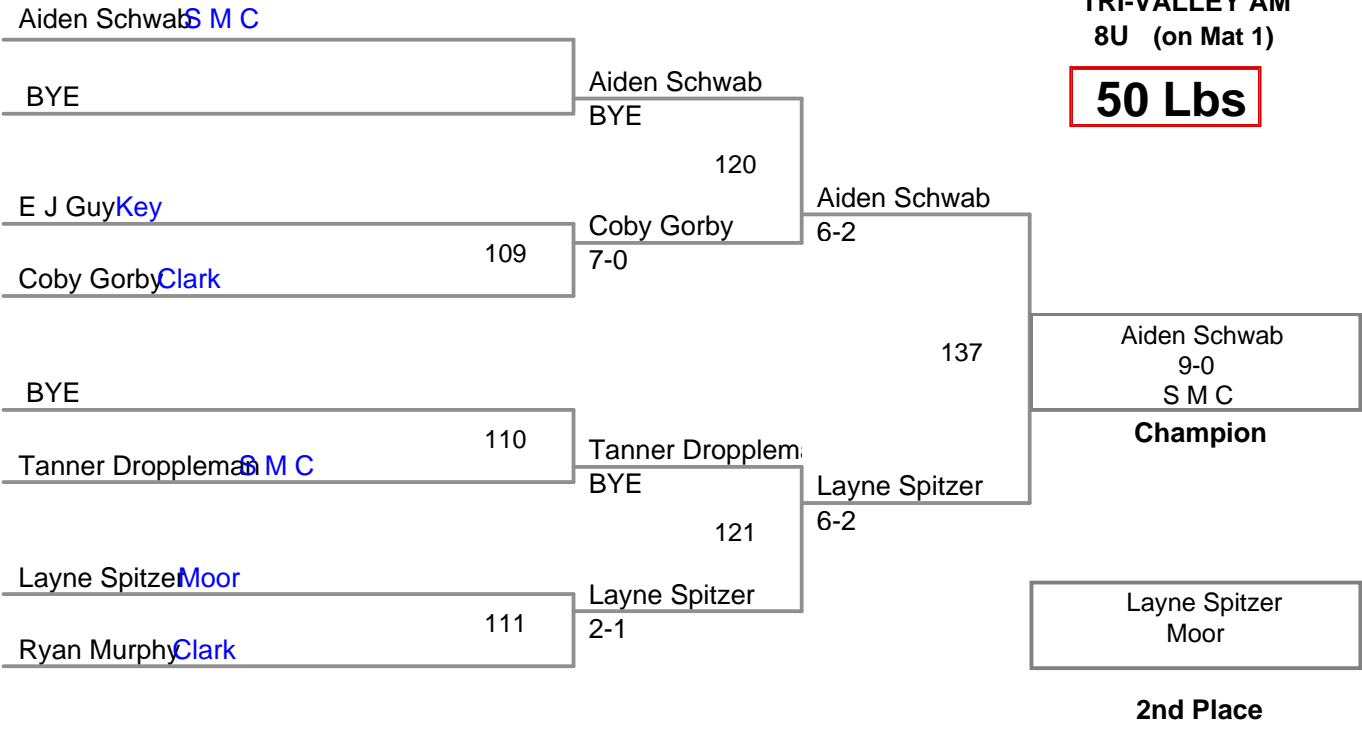 TRI-VALLEY AM
8U (on Mat 1)
50 Lbs
Aiden Schwab S M C
BYE
Aiden Schwab
BYE
120
E J Guy Key
109
Coby Gorby Clark
Coby Gorby
7-0
Aiden Schwab
6-2
137
Aiden Schwab
9-0
S M C
Champion
BYE
110
Tanner Droppleman S M C
Tanner Dropplem
BYE
121
Layne Spitzer
6-2
Layne Spitzer Moor
111
Ryan Murphy Clark
Layne Spitzer
2-1
Layne Spitzer
Moor
2nd Place